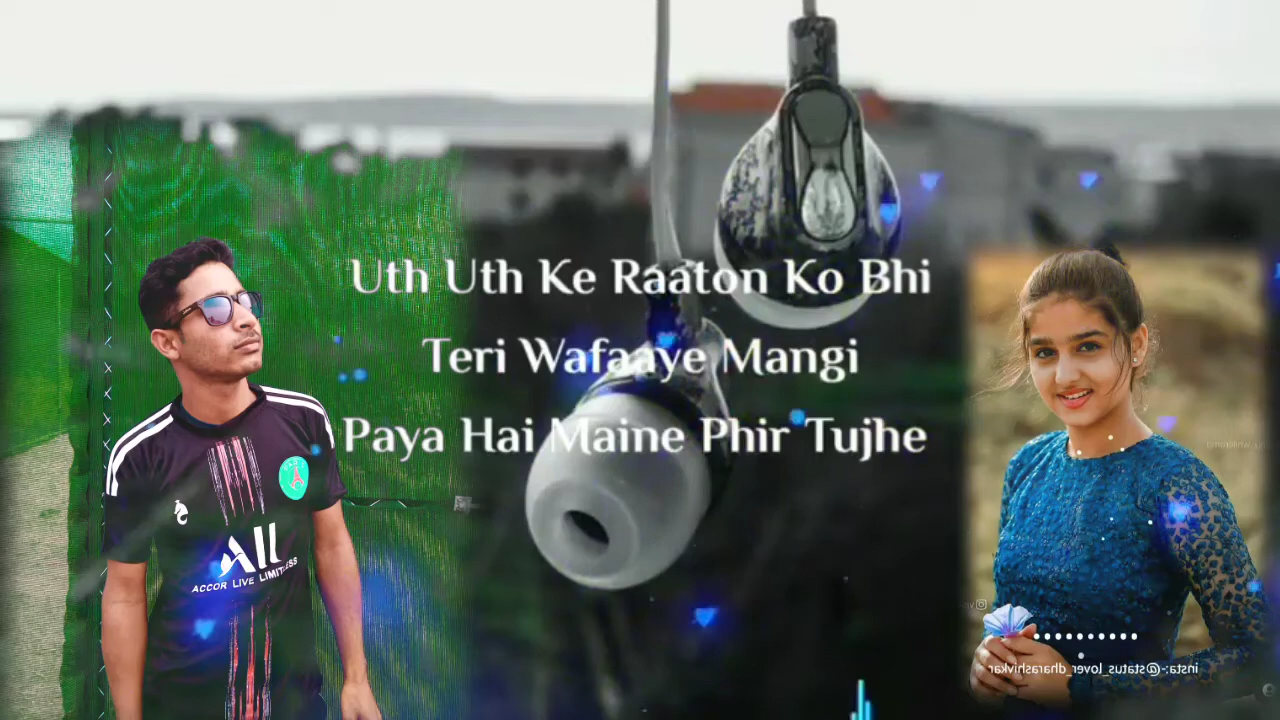 Uth Uth Ke Raaton Ko Bhi
Teri Wafaaye Mangi
Paya Hai Maine Phir Tujhe
All
ACCOR LIVE LIMITLESS
insta:-@status_lover_dharashivkar